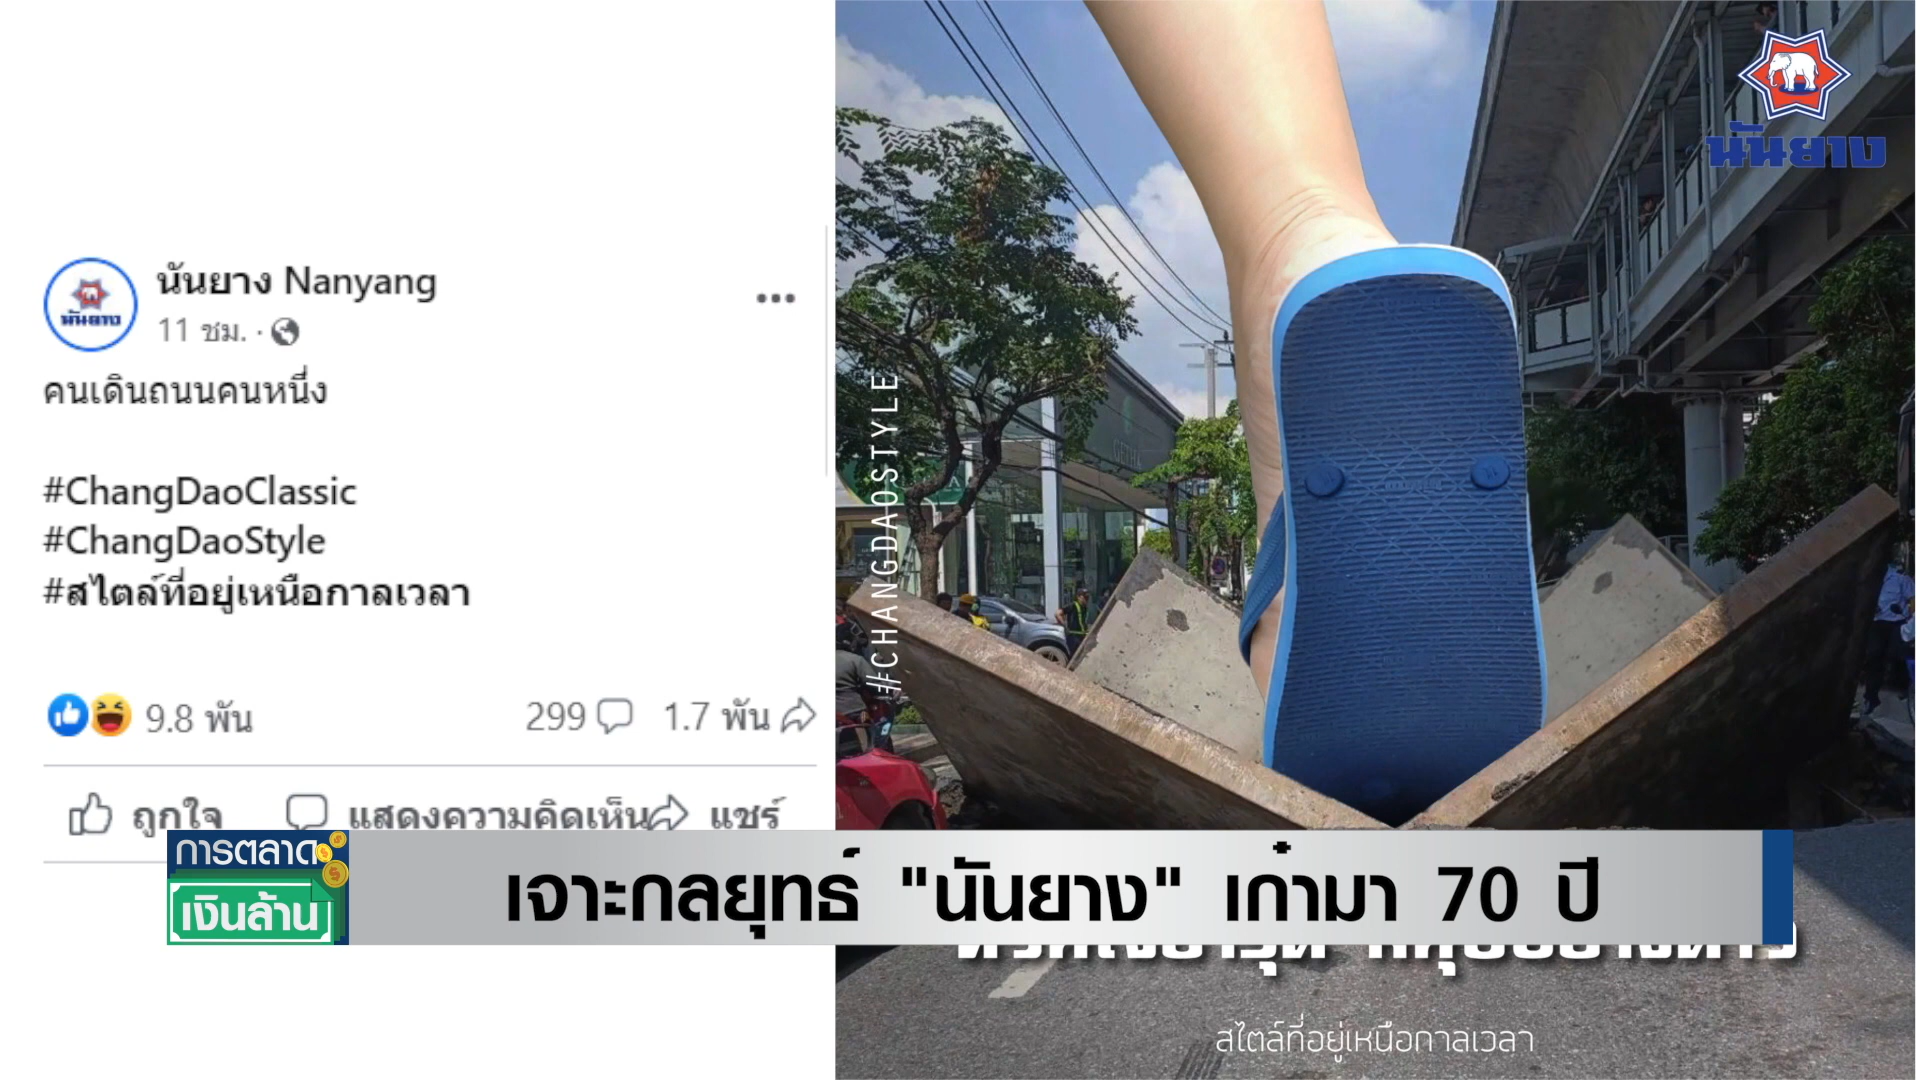 นันยาง Nanyang
11 ชม. ·
คนเดินถนนคนหนึ่ง
#ChangDaoClassic
#ChangDaoStyle
#สไตล์ที่อยู่เหนือกาลเวลา
9.8 พัน
299
1.7 พัน
ถูกใจ
แสดงความคิดเห็น
แชร์
นันยาง
#CHANGDAOSTYLE
การตลาด
เงินล้าน
เจาะกลยุทธ์ "นันยาง" เก๋ามา 70 ปี
สไตล์ที่อยู่เหนือกาลเวลา